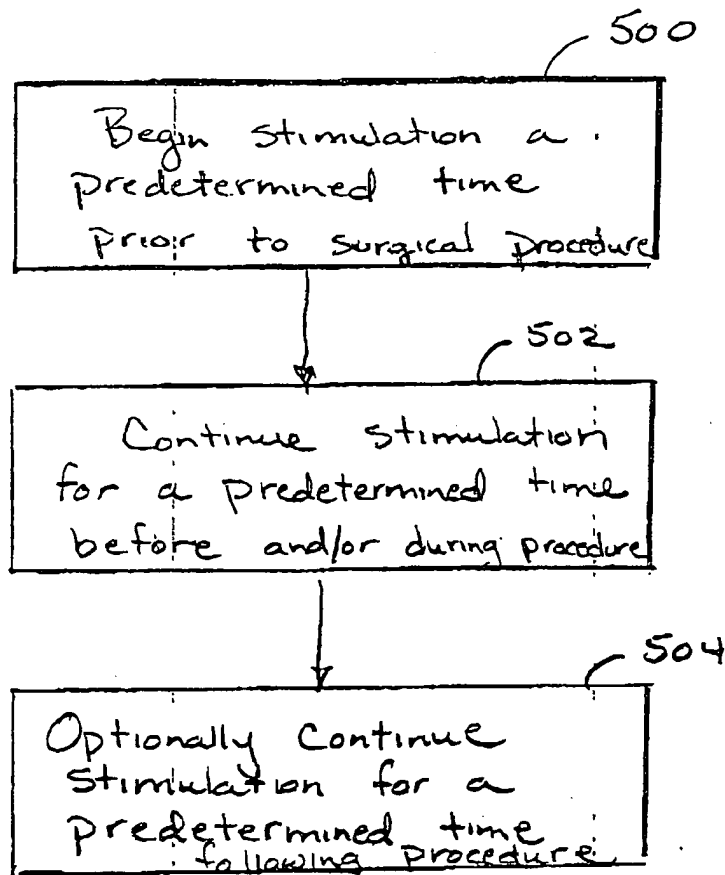 500
Begin stimulation a
predetermined time
prior to surgical procedure
502
Continue stimulation
for a predetermined time
before and/or during procedure
504
Optionally Continue
stimulation for a
predetermined time
following procedure